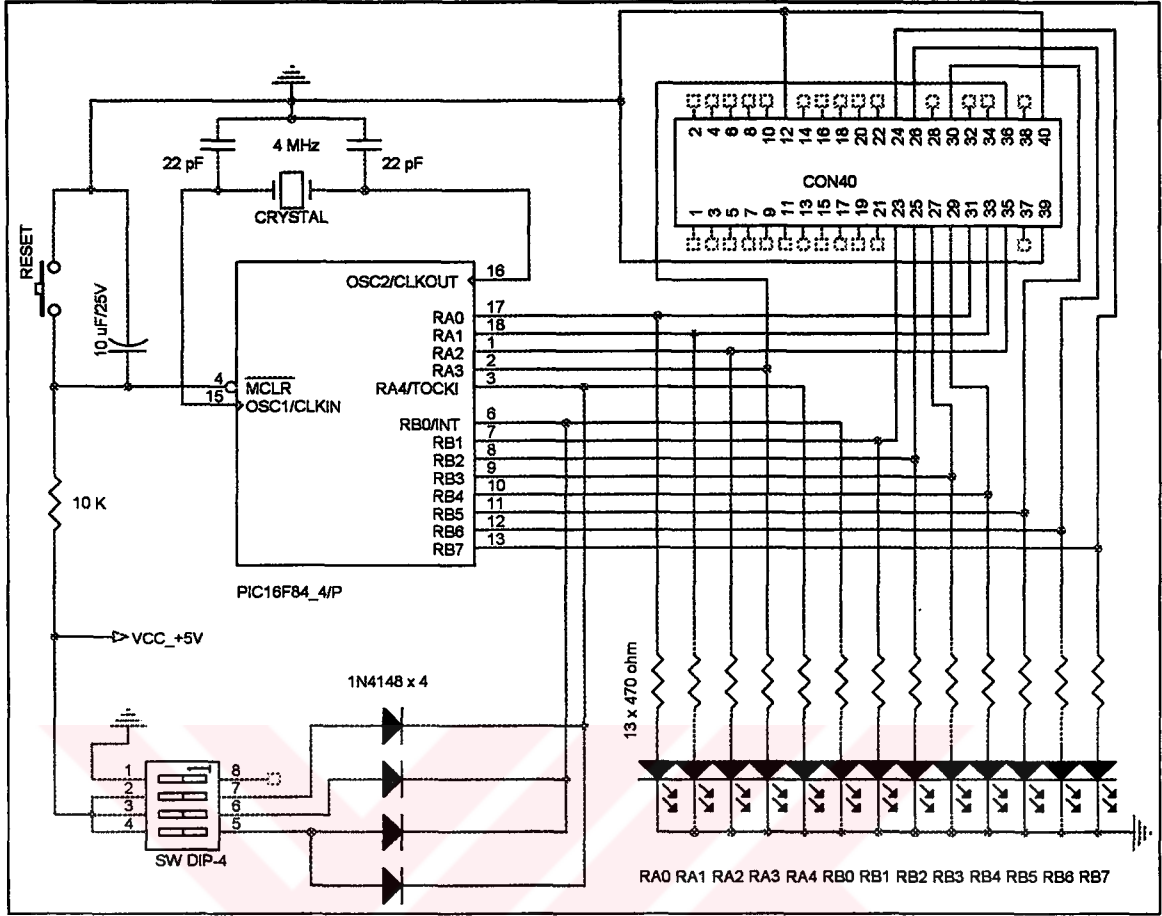 2 4 6 8 10 12 14 16 18 20 22 24 26 28 30 32 34 36 38 40
CON40
1 3 5 7 9 11 13 15 17 19 21 23 25 27 29 31 33 35 37 39
4 MHz
22 pF
22 pF
CRYSTAL
RESET
10 uF/25V
OSC2/CLKOUT 16
RA0 17
RA1 18
RA2 1
RA3 2
4 MCLR
RA4/TOCKI 3
15 OSC1/CLKIN
RB0/INT 6
RB1 7
RB2 8
RB3 9
RB4 10
RB5 11
RB6 12
RB7 13
10 K
PIC16F84_4/P
VCC_+5V
1N4148 x 4
13 x 470 ohm
1 8
2 7
3 6
4 5
SW DIP-4
RA0 RA1 RA2 RA3 RA4 RB0 RB1 RB2 RB3 RB4 RB5 RB6 RB7